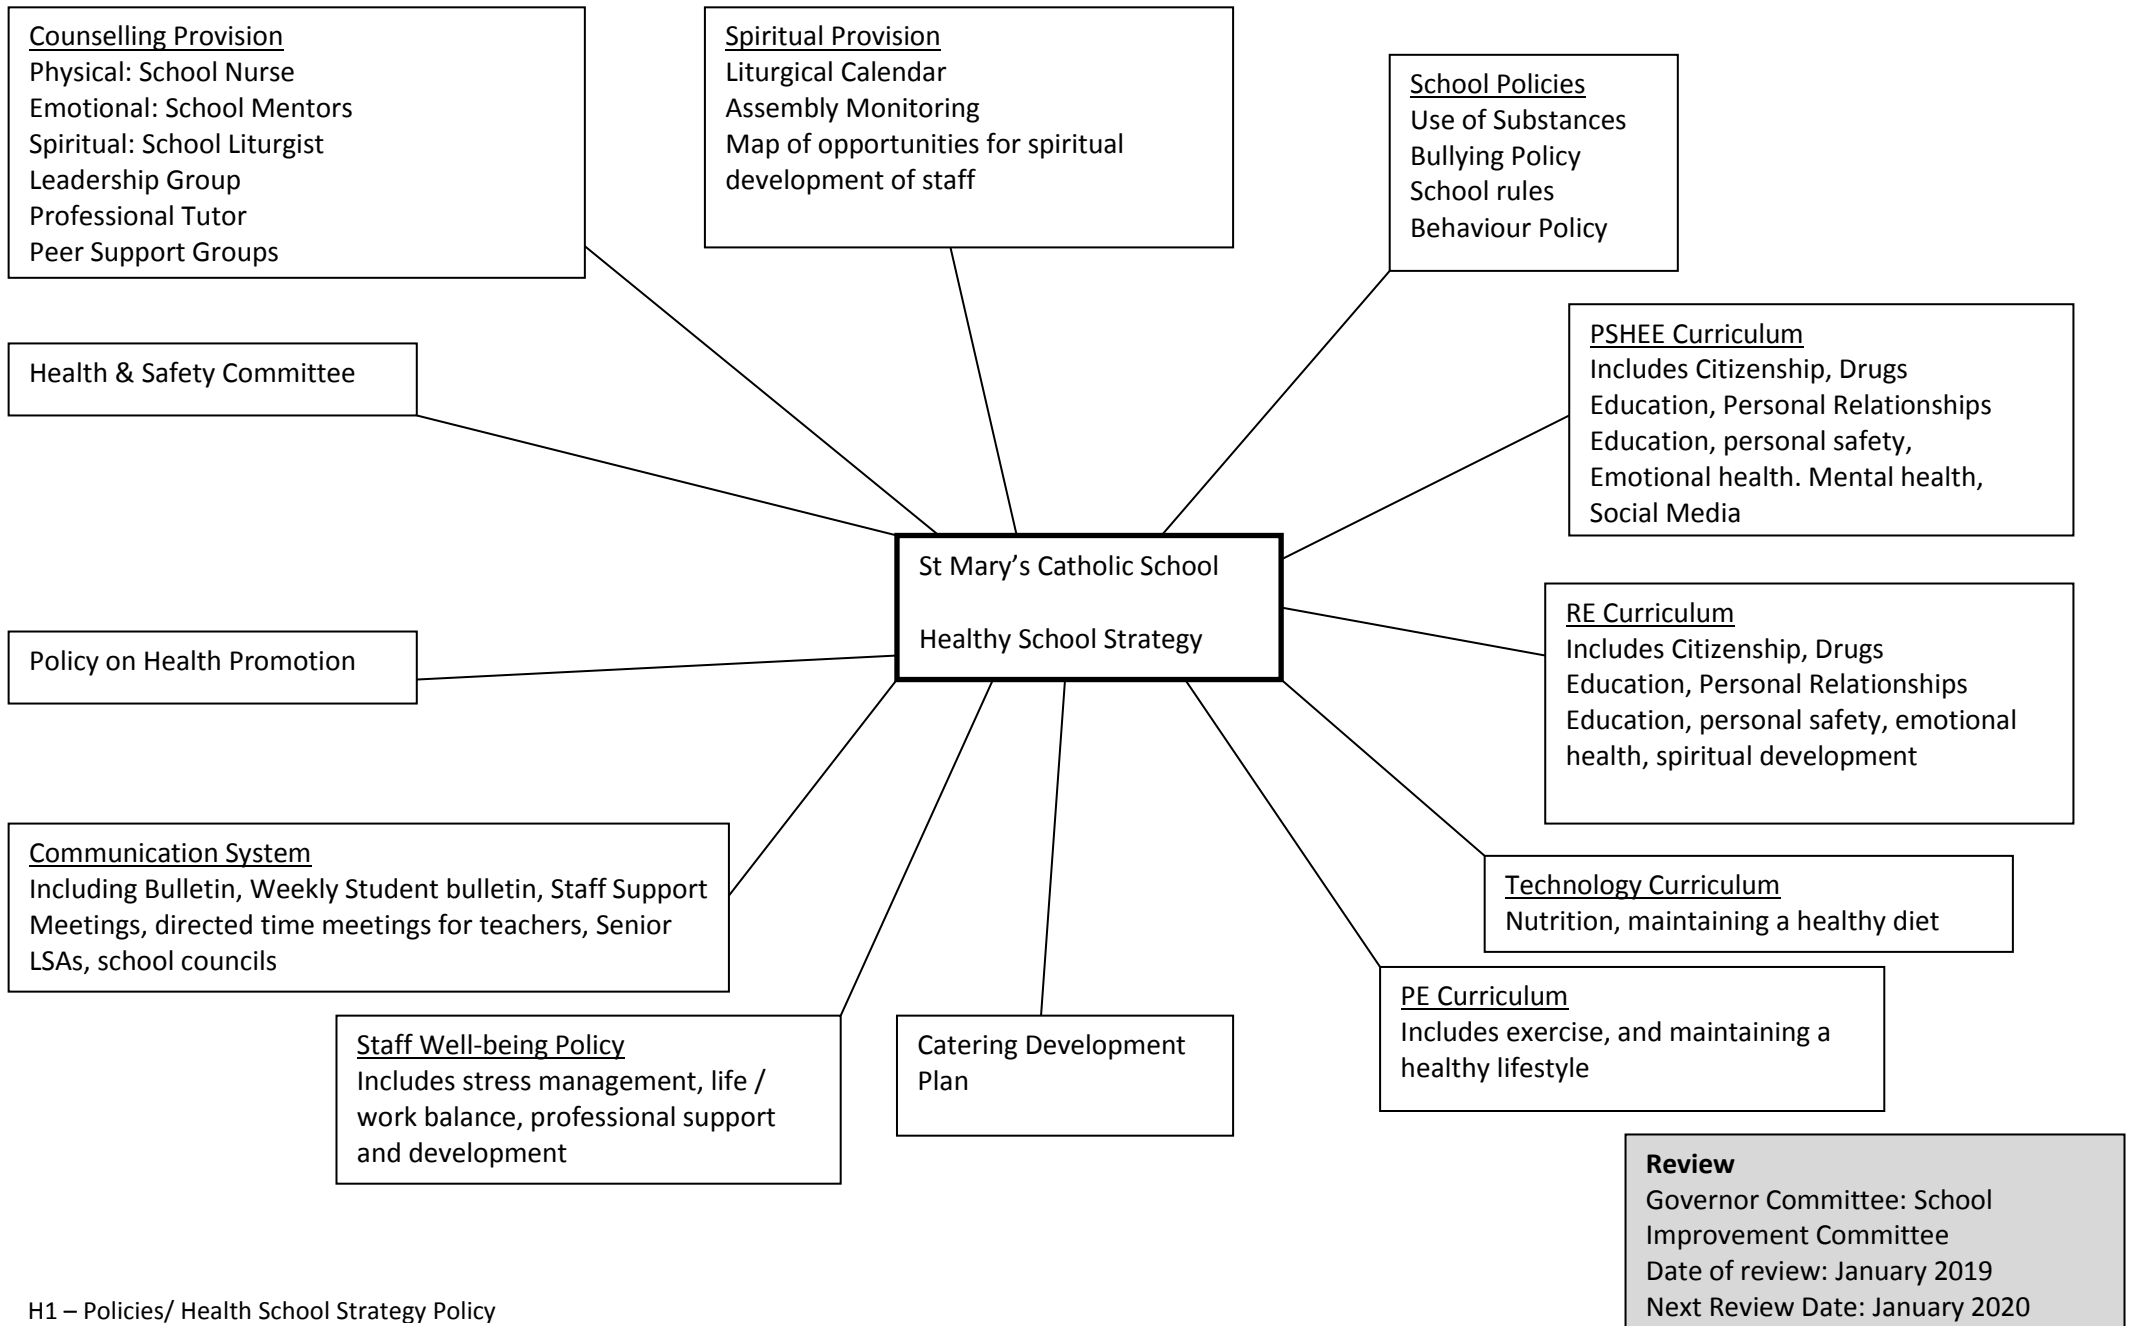 Counselling Provision
Physical: School Nurse
Emotional: School Mentors
Spiritual: School Liturgist
Leadership Group
Professional Tutor
Peer Support Groups
Spiritual Provision
Liturgical Calendar
Assembly Monitoring
Map of opportunities for spiritual
development of staff
School Policies
Use of Substances
Bullying Policy
School rules
Behaviour Policy
Health & Safety Committee
PSHEE Curriculum
Includes Citizenship, Drugs
Education, Personal Relationships
Education, personal safety,
Emotional health. Mental health,
Social Media
St Mary’s Catholic School
Healthy School Strategy
Policy on Health Promotion
RE Curriculum
Includes Citizenship, Drugs
Education, Personal Relationships
Education, personal safety, emotional
health, spiritual development
Communication System
Including Bulletin, Weekly Student bulletin, Staff Support
Meetings, directed time meetings for teachers, Senior
LSAs, school councils
Technology Curriculum
Nutrition, maintaining a healthy diet
Staff Well-being Policy
Includes stress management, life /
work balance, professional support
and development
Catering Development
Plan
PE Curriculum
Includes exercise, and maintaining a
healthy lifestyle
Review
Governor Committee: School
Improvement Committee
Date of review: January 2019
Next Review Date: January 2020
H1 – Policies/ Health School Strategy Policy